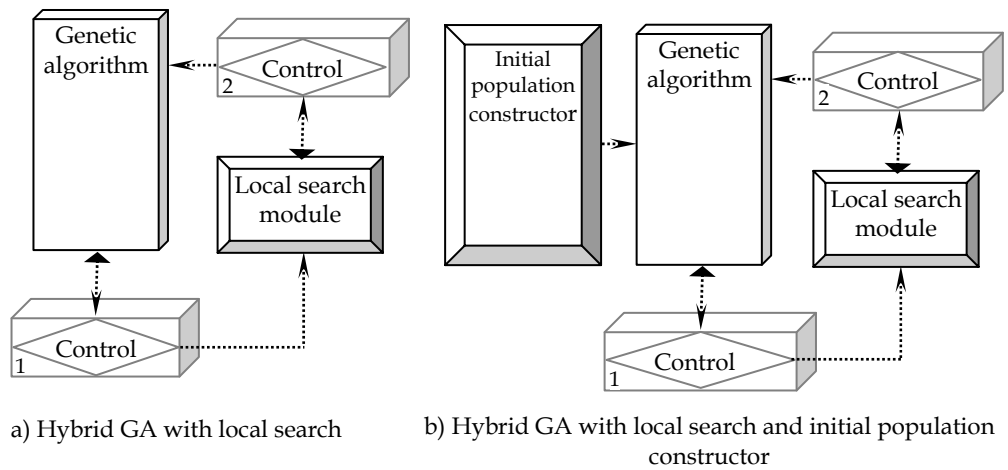 Genetic
algorithm
Control
2
Local search
module
Control
1
a) Hybrid GA with local search
Initial
population
constructor
Genetic
algorithm
Control
2
Local search
module
Control
1
b) Hybrid GA with local search and initial population
constructor